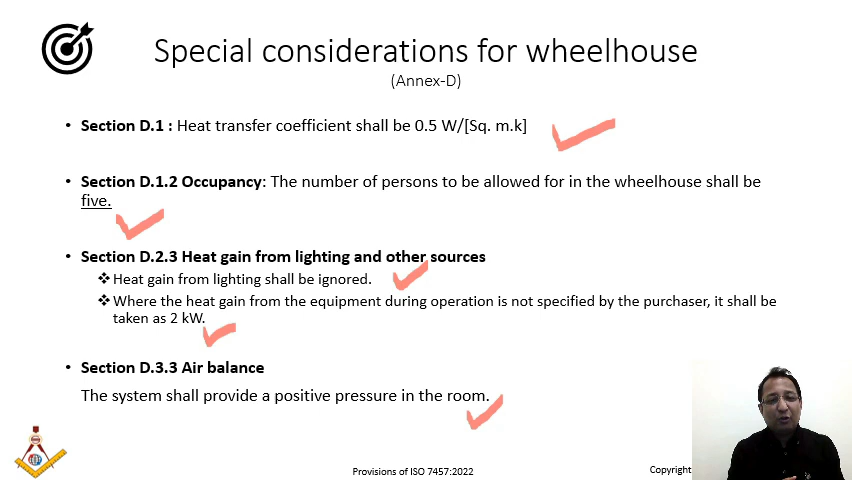 Special considerations for wheelhouse
(Annex-D)
• Section D.1 : Heat transfer coefficient shall be 0.5 W/[Sq. m.k]
• Section D.1.2 Occupancy: The number of persons to be allowed for in the wheelhouse shall be
five.
• Section D.2.3 Heat gain from lighting and other sources
❖ Heat gain from lighting shall be ignored.
❖ Where the heat gain from the equipment during operation is not specified by the purchaser, it shall be
taken as 2 kW.
• Section D.3.3 Air balance
The system shall provide a positive pressure in the room.
Provisions of ISO 7457:2022
Copyright